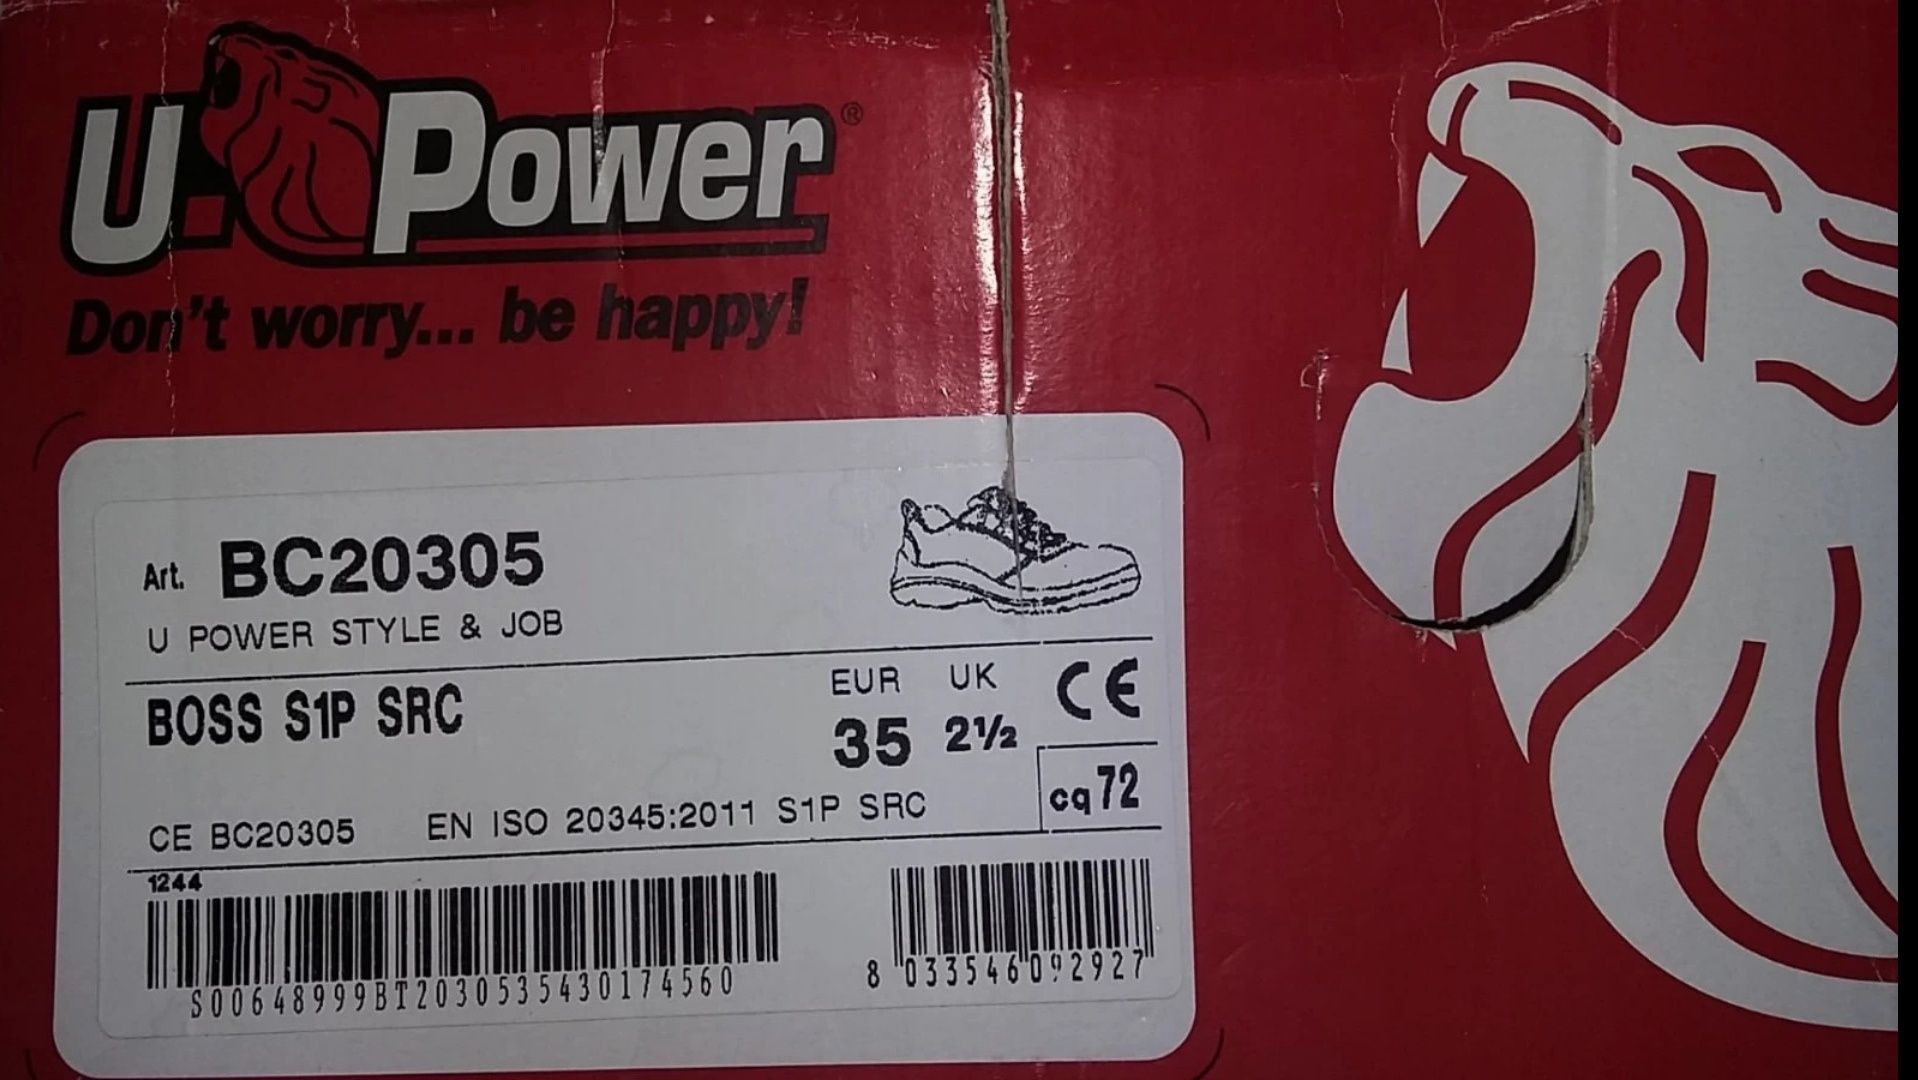 U.Power®
Don't worry... be happy!
Art. BC20305
U POWER STYLE & JOB
BOSS S1P SRC
EUR UK
35 2½
CE
cq 72
CE BC20305 EN ISO 20345:2011 S1P SRC
1244
S00648999BT2030535430174560
8 033546 092927